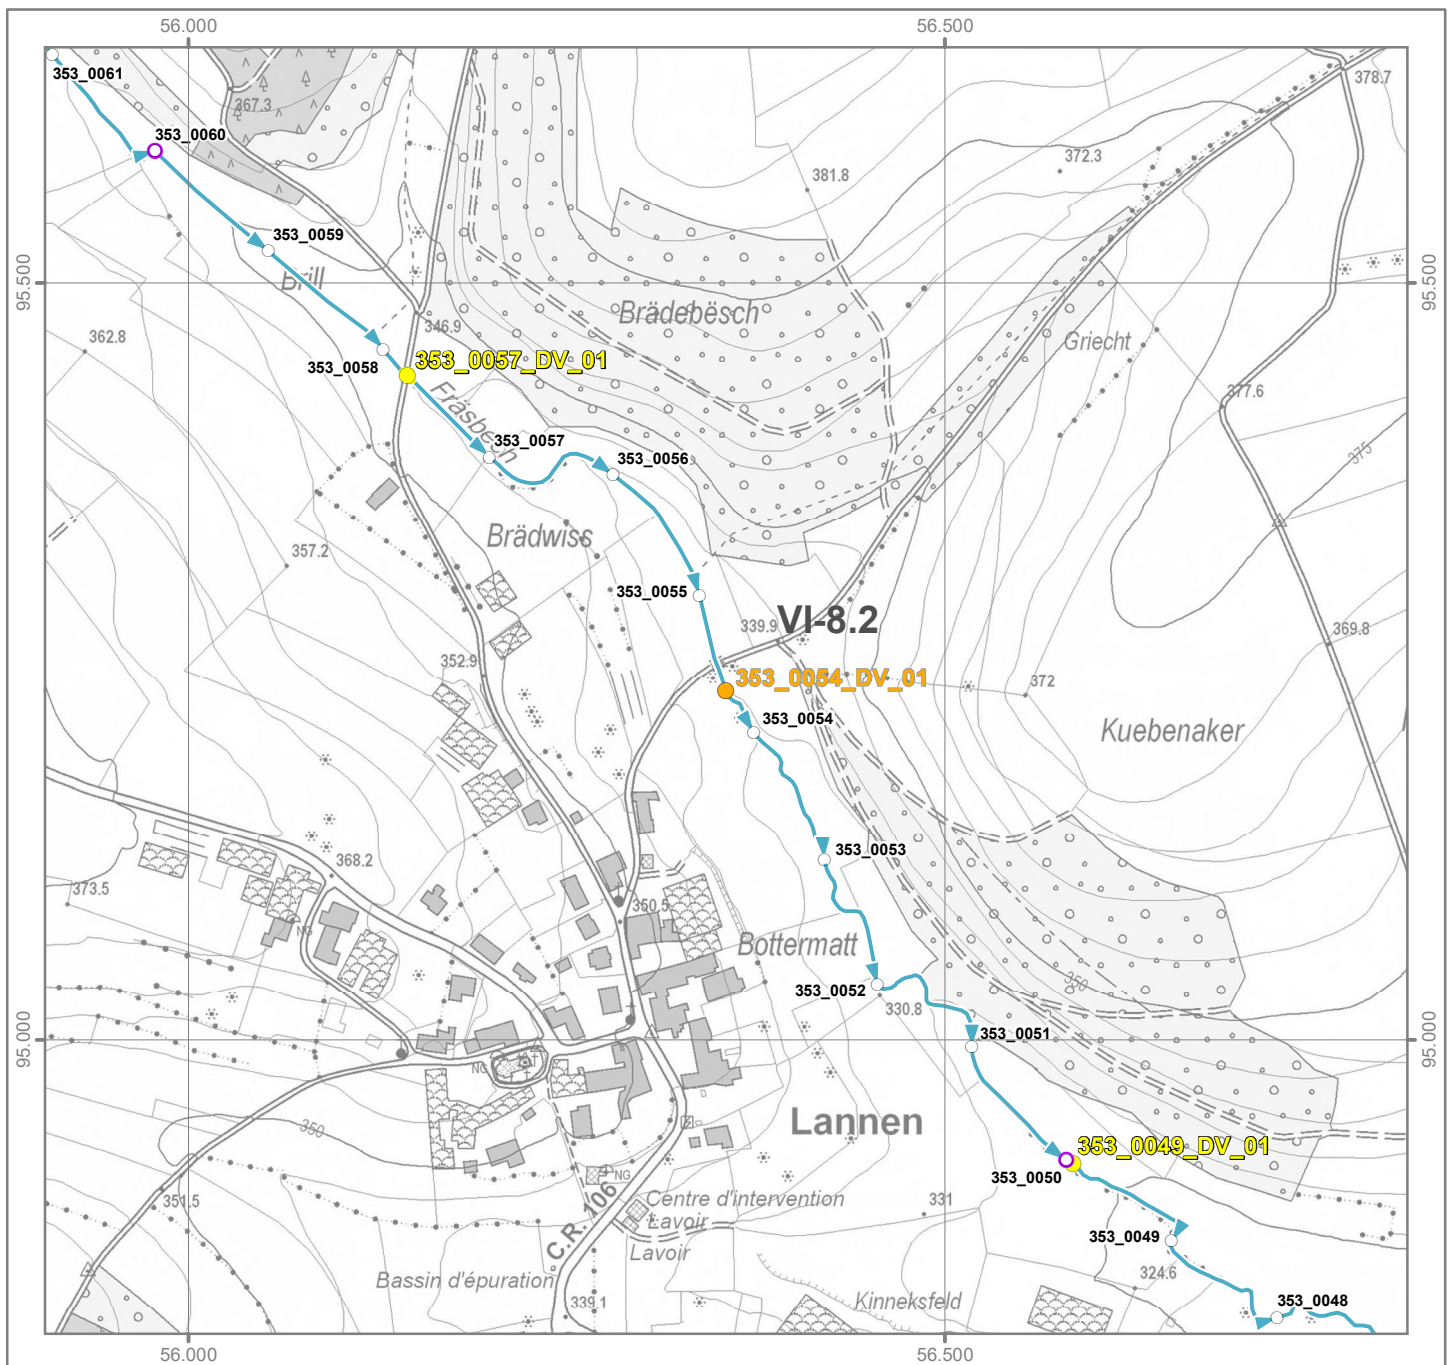 56.000
56.500
353_0061
367.3
353_0060
378.7
372.3
381.8
353_0059
Brill
95.500
95.500
Brädebësch
346.9
362.8
Griecht
353_0058
353_0057_DV_01
377.6
Fräsbech
353_0057
353_0056
375
Brädwiss
357.2
353_0055
VI-8.2
339.9
369.8
352.9
353_0054_DV_01
372
353_0054
Kuebenaker
353_0053
368.2
373.5
350.5
NG
Bottermatt
350
353_0052
330.8
353_0051
95.000
95.000
NG
Lannen
350
353_0049_DV_01
353_0050
NG
351.5
Centre d'intervention
331
C.R. 106
Lavoir
353_0049
Lavoir
324.6
Bassin d'épuration
339.1
Kinneksfeld
353_0048
56.000
56.500